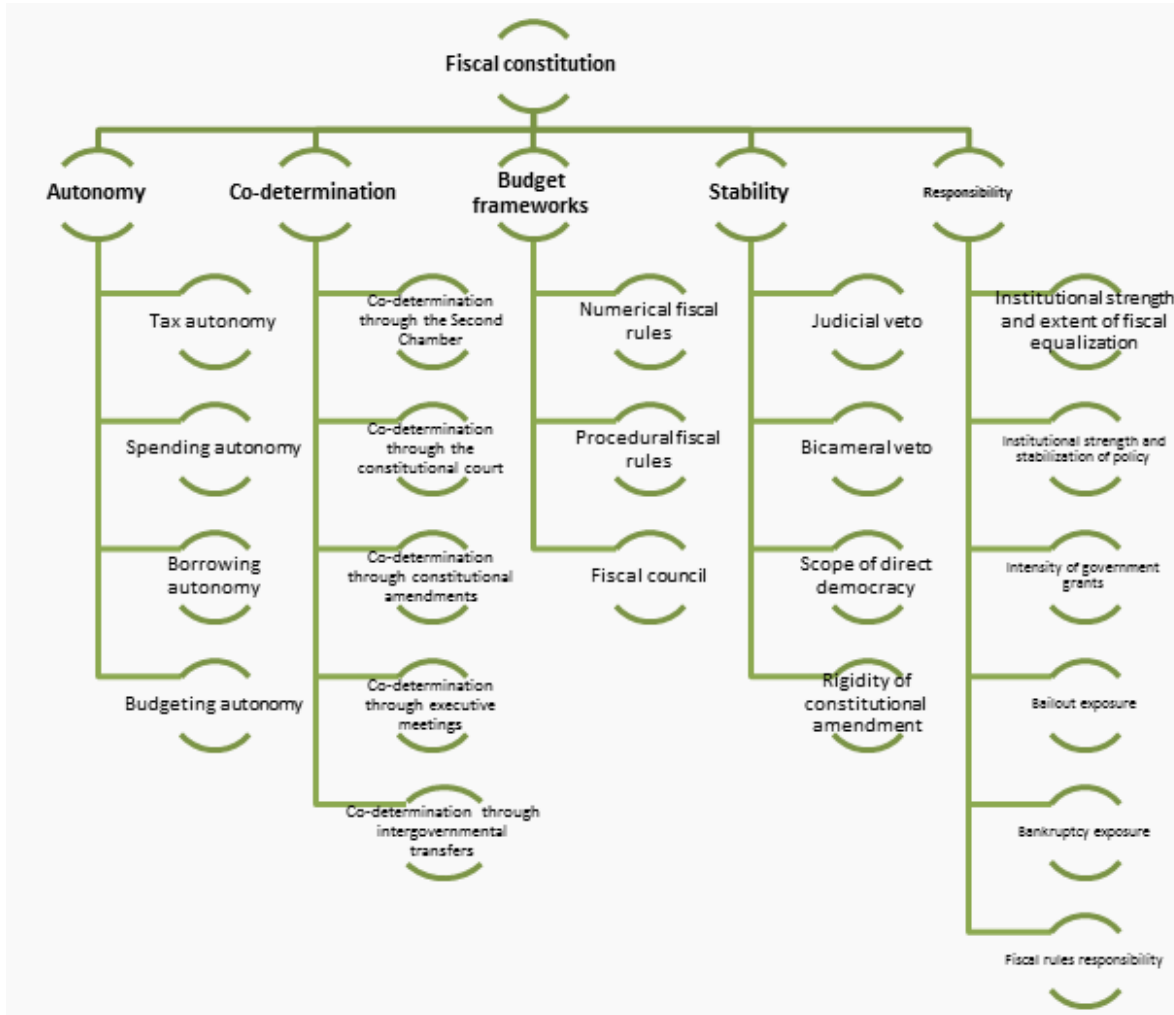 Fiscal constitution
Autonomy
Co-determination
Budget
frameworks
Stability
Responsibility
Tax autonomy
Spending autonomy
Borrowing
autonomy
Budgeting autonomy
Co-determination
through the Second
Chamber
Co-determination
through the
constitutional court
Co-determination
through constitutional
amendments
Co-determination
through executive
meetings
Co-determination through
intergovernmental
transfers
Numerical fiscal
rules
Procedural fiscal
rules
Fiscal council
Judicial veto
Bicameral veto
Scope of direct
democracy
Rigidity of
constitutional
amendment
Institutional strength
and extent of fiscal
equalization
Institutional strength and
stabilization of policy
Intensity of government
grants
Bailout exposure
Bankruptcy exposure
Fiscal rules responsibility